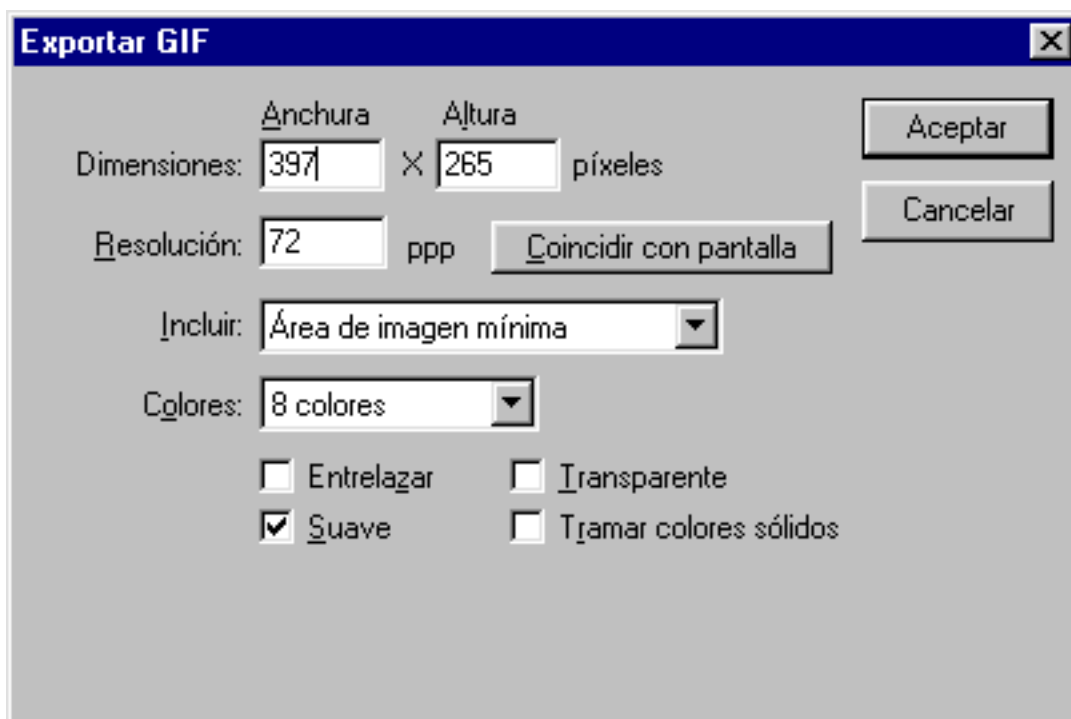 Exportar GIF
Anchura Altura
Dimensiones: 397 X 265 píxeles
Aceptar
Cancelar
Resolución: 72 ppp Coincidir con pantalla
Incluir: Área de imagen mínima
Colores: 8 colores
Entrelazar Transparente
Suave Tramar colores sólidos